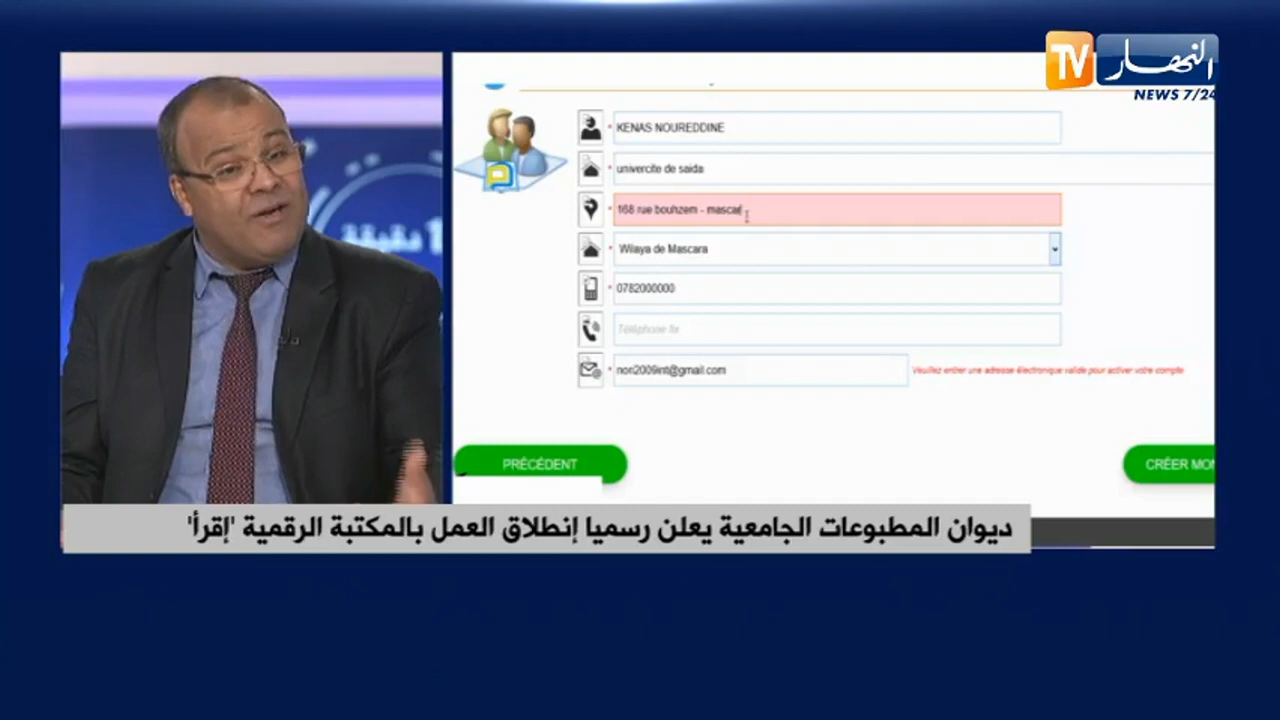 TV النهار
NEWS 7/24
دقيقة
KENAS NOUREDDINE
univercite de saida
168 rue bouhzem - mascar
Wilaya de Mascara
0782000000
Téléphone fix
nori2009int@gmail.com
Veuillez entrer une adresse électronique valide pour activer votre compte
PRÉCÉDENT
CRÉER MON
ديوان المطبوعات الجامعية يعلن رسميا إنطلاق العمل بالمكتبة الرقمية "إقرأ"